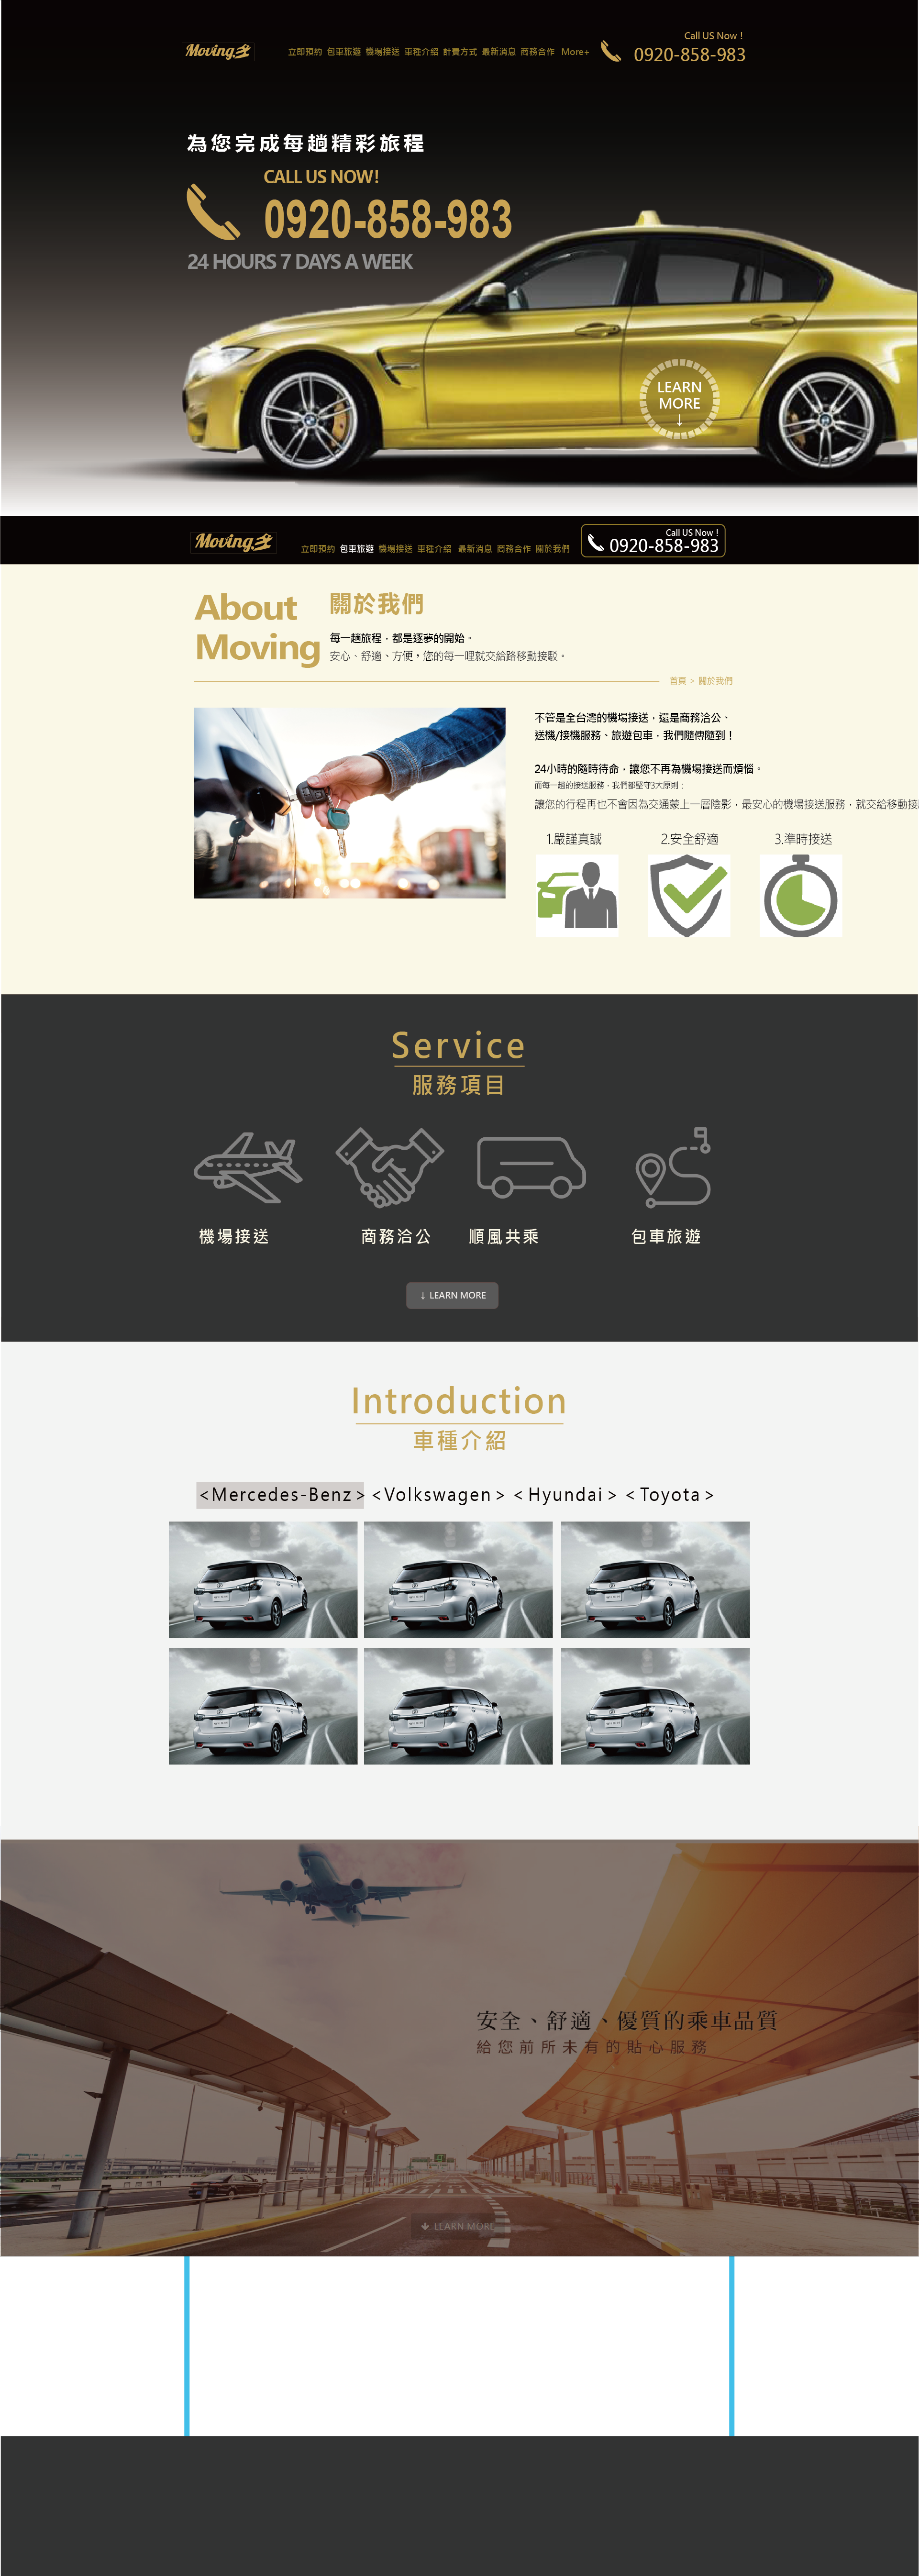 Moving
立即預約 包車旅遊 機場接送 車種介紹 計費方式 最新消息 商務合作 More+
Call US Now !
0920-858-983
為您完成每趟精彩旅程
CALL US NOW!
0920-858-983
24 HOURS 7 DAYS A WEEK
LEARN
MORE
↓
Moving
立即預約 包車旅遊 機場接送 車種介紹 最新消息 商務合作 關於我們
Call US Now !
0920-858-983
About
Moving
關於我們
每一趟旅程，都是逐夢的開始。
安心、舒適、方便，您的每一哩就交給路移動接駁。
首頁 > 關於我們
不管是全台灣的機場接送，還是商務洽公、
送機/接機服務、旅遊包車，我們隨傳隨到！
24小時的隨時待命，讓您不再為機場接送而煩惱。
而每一趟的接送服務，我們都堅守3大原則：
讓您的行程再也不會因為交通蒙上一層陰影，最安心的機場接送服務，就交給移動接
1.嚴謹真誠
2.安全舒適
3.準時接送
Service
服務項目
機場接送
商務洽公
順風共乘
包車旅遊
↓ LEARN MORE
Introduction
車種介紹
<Mercedes-Benz> <Volkswagen> <Hyundai> <Toyota>
安全、舒適、優質的乘車品質
給您前所未有的貼心服務
LEARN MORE